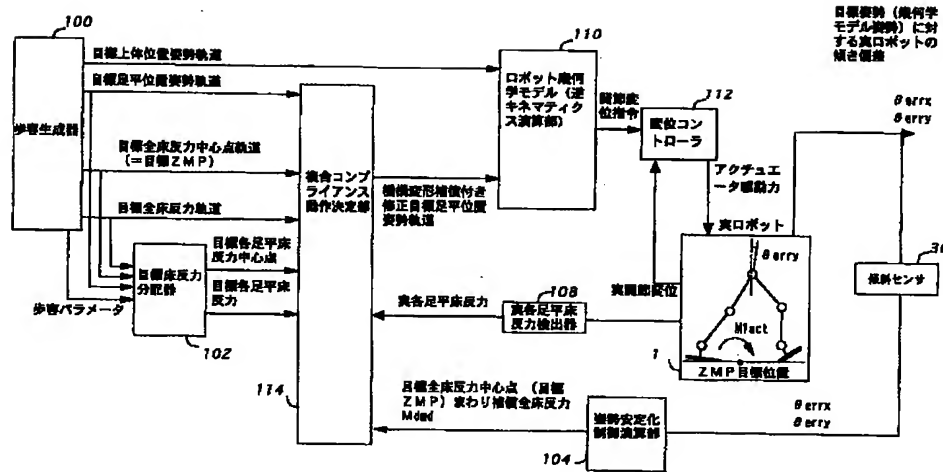 100
歩容生成器
目標上体位置姿勢軌道
目標足平位置姿勢軌道
目標全床反力中心点軌道
(=目標ZMP)
目標全床反力軌道
歩容パラメータ
目標床反力
分配器
102
目標各足平床
反力中心点
目標各足平床
反力
複合コンプ
ライアンス
動作決定部
114
110
ロボット幾何
学モデル(逆
キネマティク
ス演算部)
機構変形補償付き
修正目標足平位置
姿勢軌道
関節変
位指令
112
変位コント
ローラ
アクチュエ
ータ駆動力
実ロボット
θerry
M1act
ZMP目標位置
1
実関節変位
108
実各足平床
反力検出器
実各足平床反力
目標全床反力中心点(目標
ZMP)まわり補償全床反力
Mdmd
姿勢安定化
制御演算部
104
目標姿勢(幾何学
モデル姿勢)に対
する実ロボットの
傾き偏差
θerrx
θerry
傾斜センサ
θerrx
θerry